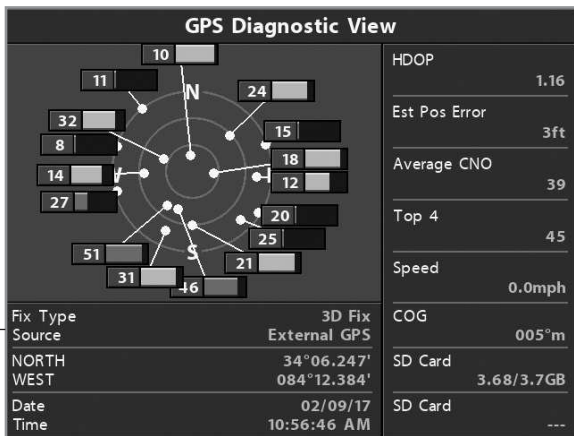 GPS Diagnostic View
10
11
N
24
32
15
8
18
14
12
27
20
25
51
S
21
31
46
HDOP
1.16
Est Pos Error
3ft
Average CNO
39
Top 4
45
Speed
0.0mph
COG
005°m
SD Card
3.68/3.7GB
SD Card
---
Fix Type 3D Fix
Source External GPS
NORTH 34°06.247'
WEST 084°12.384'
Date 02/09/17
Time 10:56:46 AM